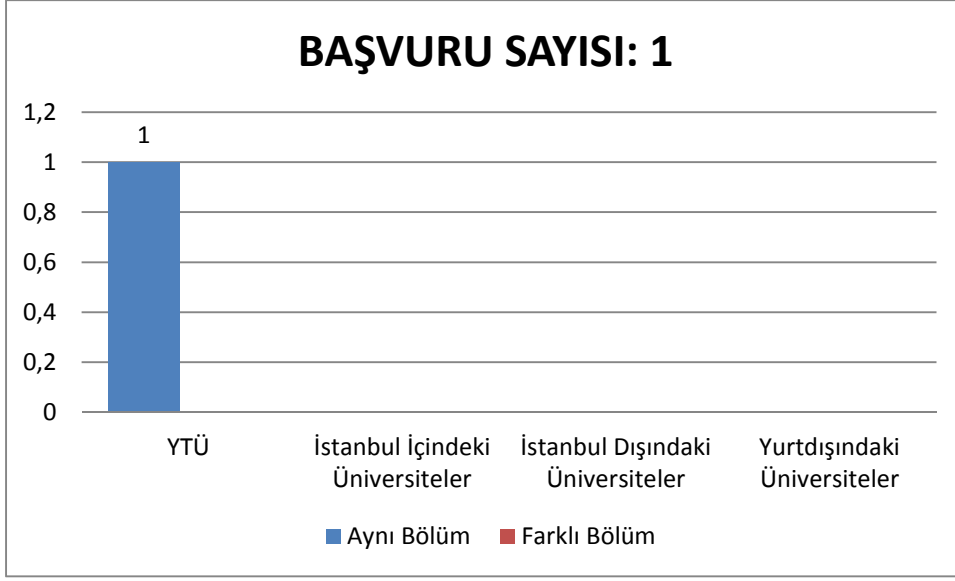 BAŞVURU SAYISI: 1
1,2
1
1
0,8
0,6
0,4
0,2
0
YTÜ
İstanbul İçindeki
Üniversiteler
İstanbul Dışındaki
Üniversiteler
Yurtdışındaki
Üniversiteler
Aynı Bölüm
Farklı Bölüm